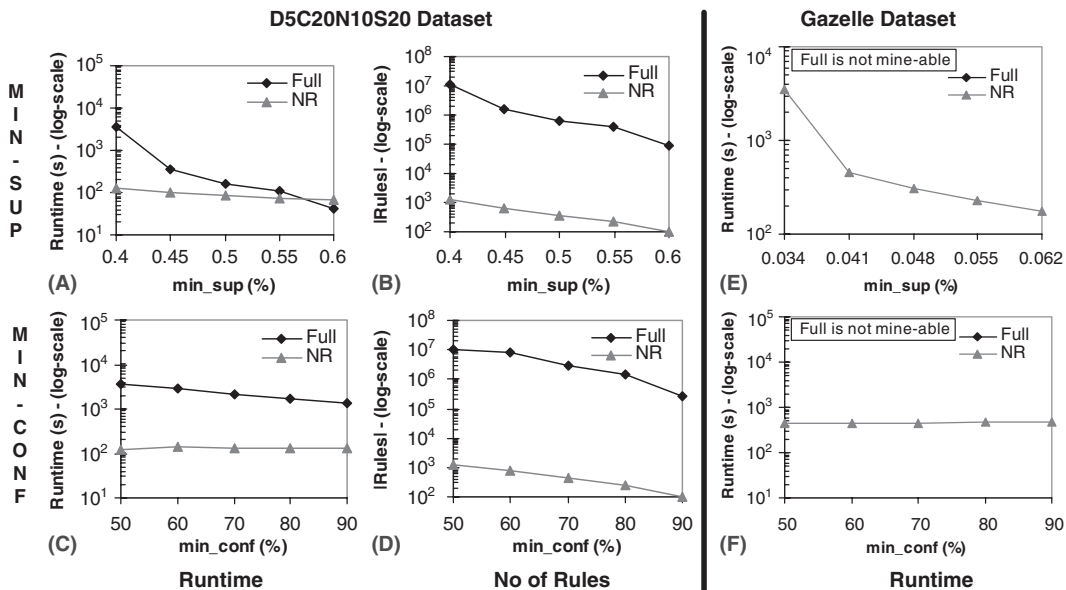 D5C20N10S20 Dataset
Gazelle Dataset
MIN-SUP
Runtime (s) - (log-scale)
10^5
10^4
10^3
10^2
10^1
Full
NR
0.4 0.45 0.5 0.55 0.6
(A)
min_sup (%)
|Rules| - (log-scale)
10^8
10^7
10^6
10^5
10^4
10^3
10^2
Full
NR
0.4 0.45 0.5 0.55 0.6
(B)
min_sup (%)
Runtime (s) - (log-scale)
10^4
10^3
10^2
Full is not mine-able
Full
NR
0.034 0.041 0.048 0.055 0.062
(E)
min_sup (%)
MIN-CONF
Runtime (s) - (log-scale)
10^5
10^4
10^3
10^2
10^1
Full
NR
50 60 70 80 90
(C)
min_conf (%)
Runtime
|Rules| - (log-scale)
10^8
10^7
10^6
10^5
10^4
10^3
10^2
Full
NR
50 60 70 80 90
(D)
min_conf (%)
No of Rules
Runtime (s) - (log-scale)
10^5
10^4
10^3
10^2
10^1
Full is not mine-able
Full
NR
50 60 70 80 90
(F)
min_conf (%)
Runtime